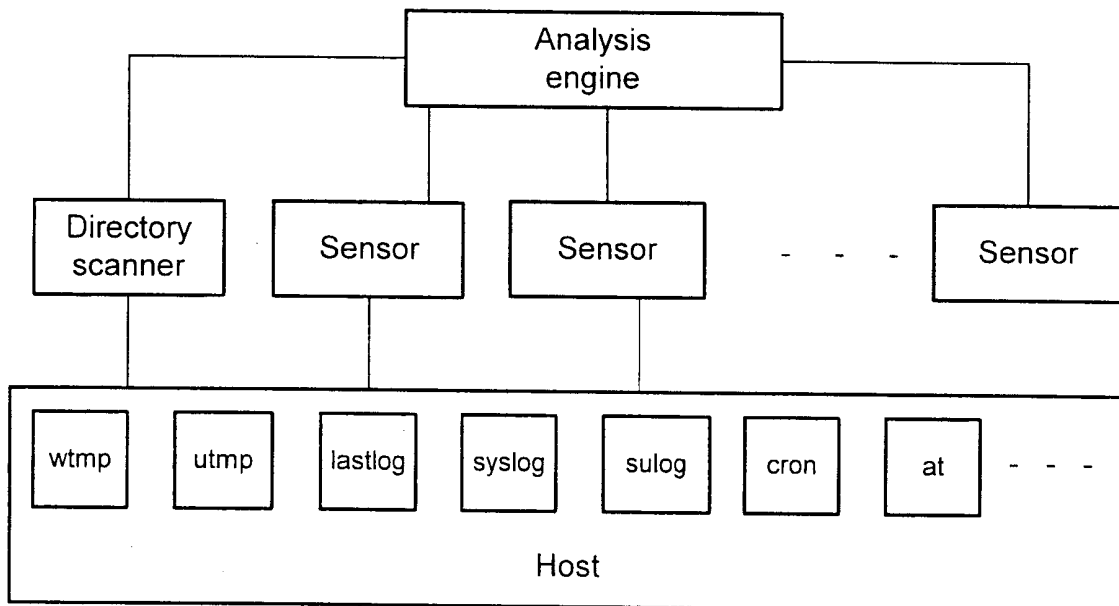 Analysis
engine
Directory
scanner
Sensor
Sensor
- - - -
Sensor
wtmp
utmp
lastlog
syslog
sulog
cron
at
- - - -
Host